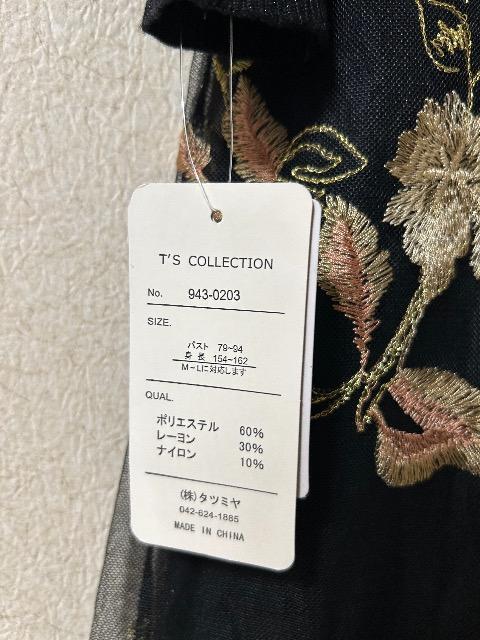 T'S COLLECTION
No. 943-0203
SIZE.
バスト 79~94
身長 154~162
M-Lに対応します
QUAL.
ポリエステル 60%
レーヨン 30%
ナイロン 10%
(株)タツミヤ
042-624-1885
MADE IN CHINA